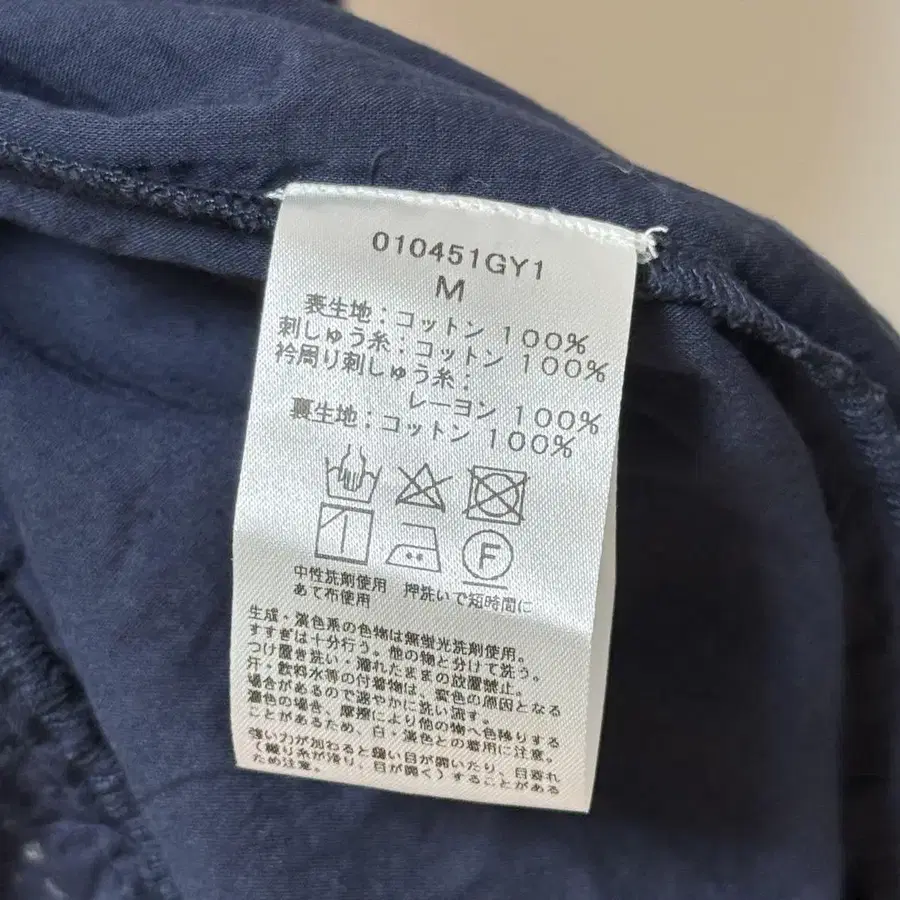 010451GY1
M
表生地：コットン 100%
刺しゅう糸：コットン 100%
衿周り刺しゅう糸：
レーヨン 100%
裏生地：コットン 100%
F
中性洗剤使用 押洗いで短時間に
あて布使用
生成・淡色系の色物は無蛍光洗剤使用。
すすぎは十分行う。他の物と分けて洗う。
つけ置き洗い・濡れたままの放置禁止。
汗・飲料水等の付着物は、変色の原因となる
場合があるので速やかに洗い流す。
濃色の場合、摩擦により他の物へ色移りする
ことがあるため、白・淡色との着用に注意。
強い力が加わると縫い目が開いたり、目寄れ
（織り糸が滑り、目が開く）することがある
ため注意。